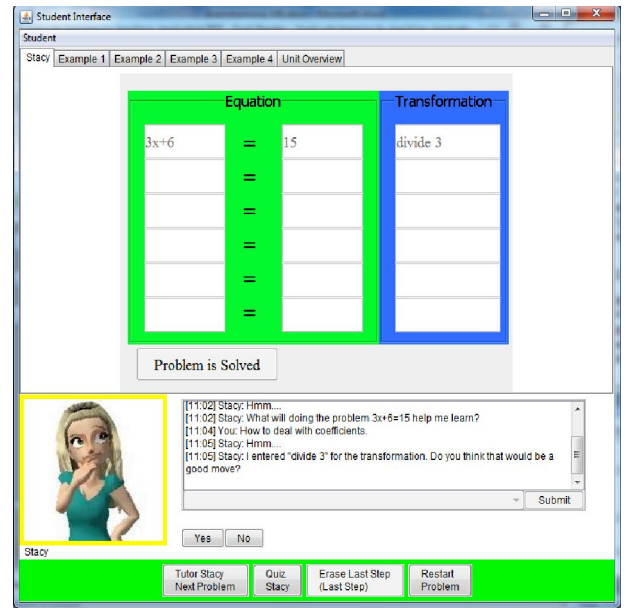 Student Interface
Student
Stacy Example 1 Example 2 Example 3 Example 4 Unit Overview
Equation Transformation
3x+6 = 15 divide 3
=
=
=
=
=
Problem is Solved
[11:02] Stacy: Hmm....
[11:02] Stacy: What will doing the problem 3x+6=15 help me learn?
[11:04] You: How to deal with coefficients.
[11:05] Stacy: Hmm....
[11:05] Stacy: I entered "divide 3" for the transformation. Do you think that would be a
good move?
Submit
Yes No
Stacy
Tutor Stacy Quiz Erase Last Step Restart
Next Problem Stacy (Last Step) Problem